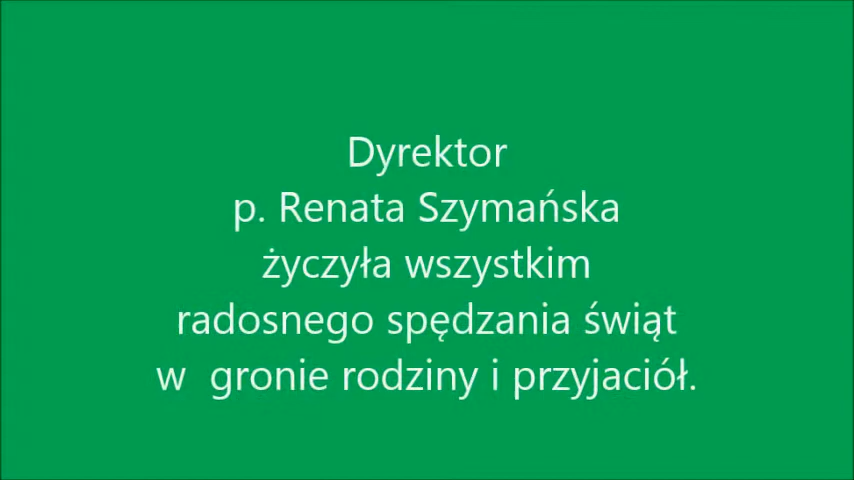 Dyrektor
p. Renata Szymańska
życzyła wszystkim
radosnego spędzania świąt
w  gronie rodziny i przyjaciół.